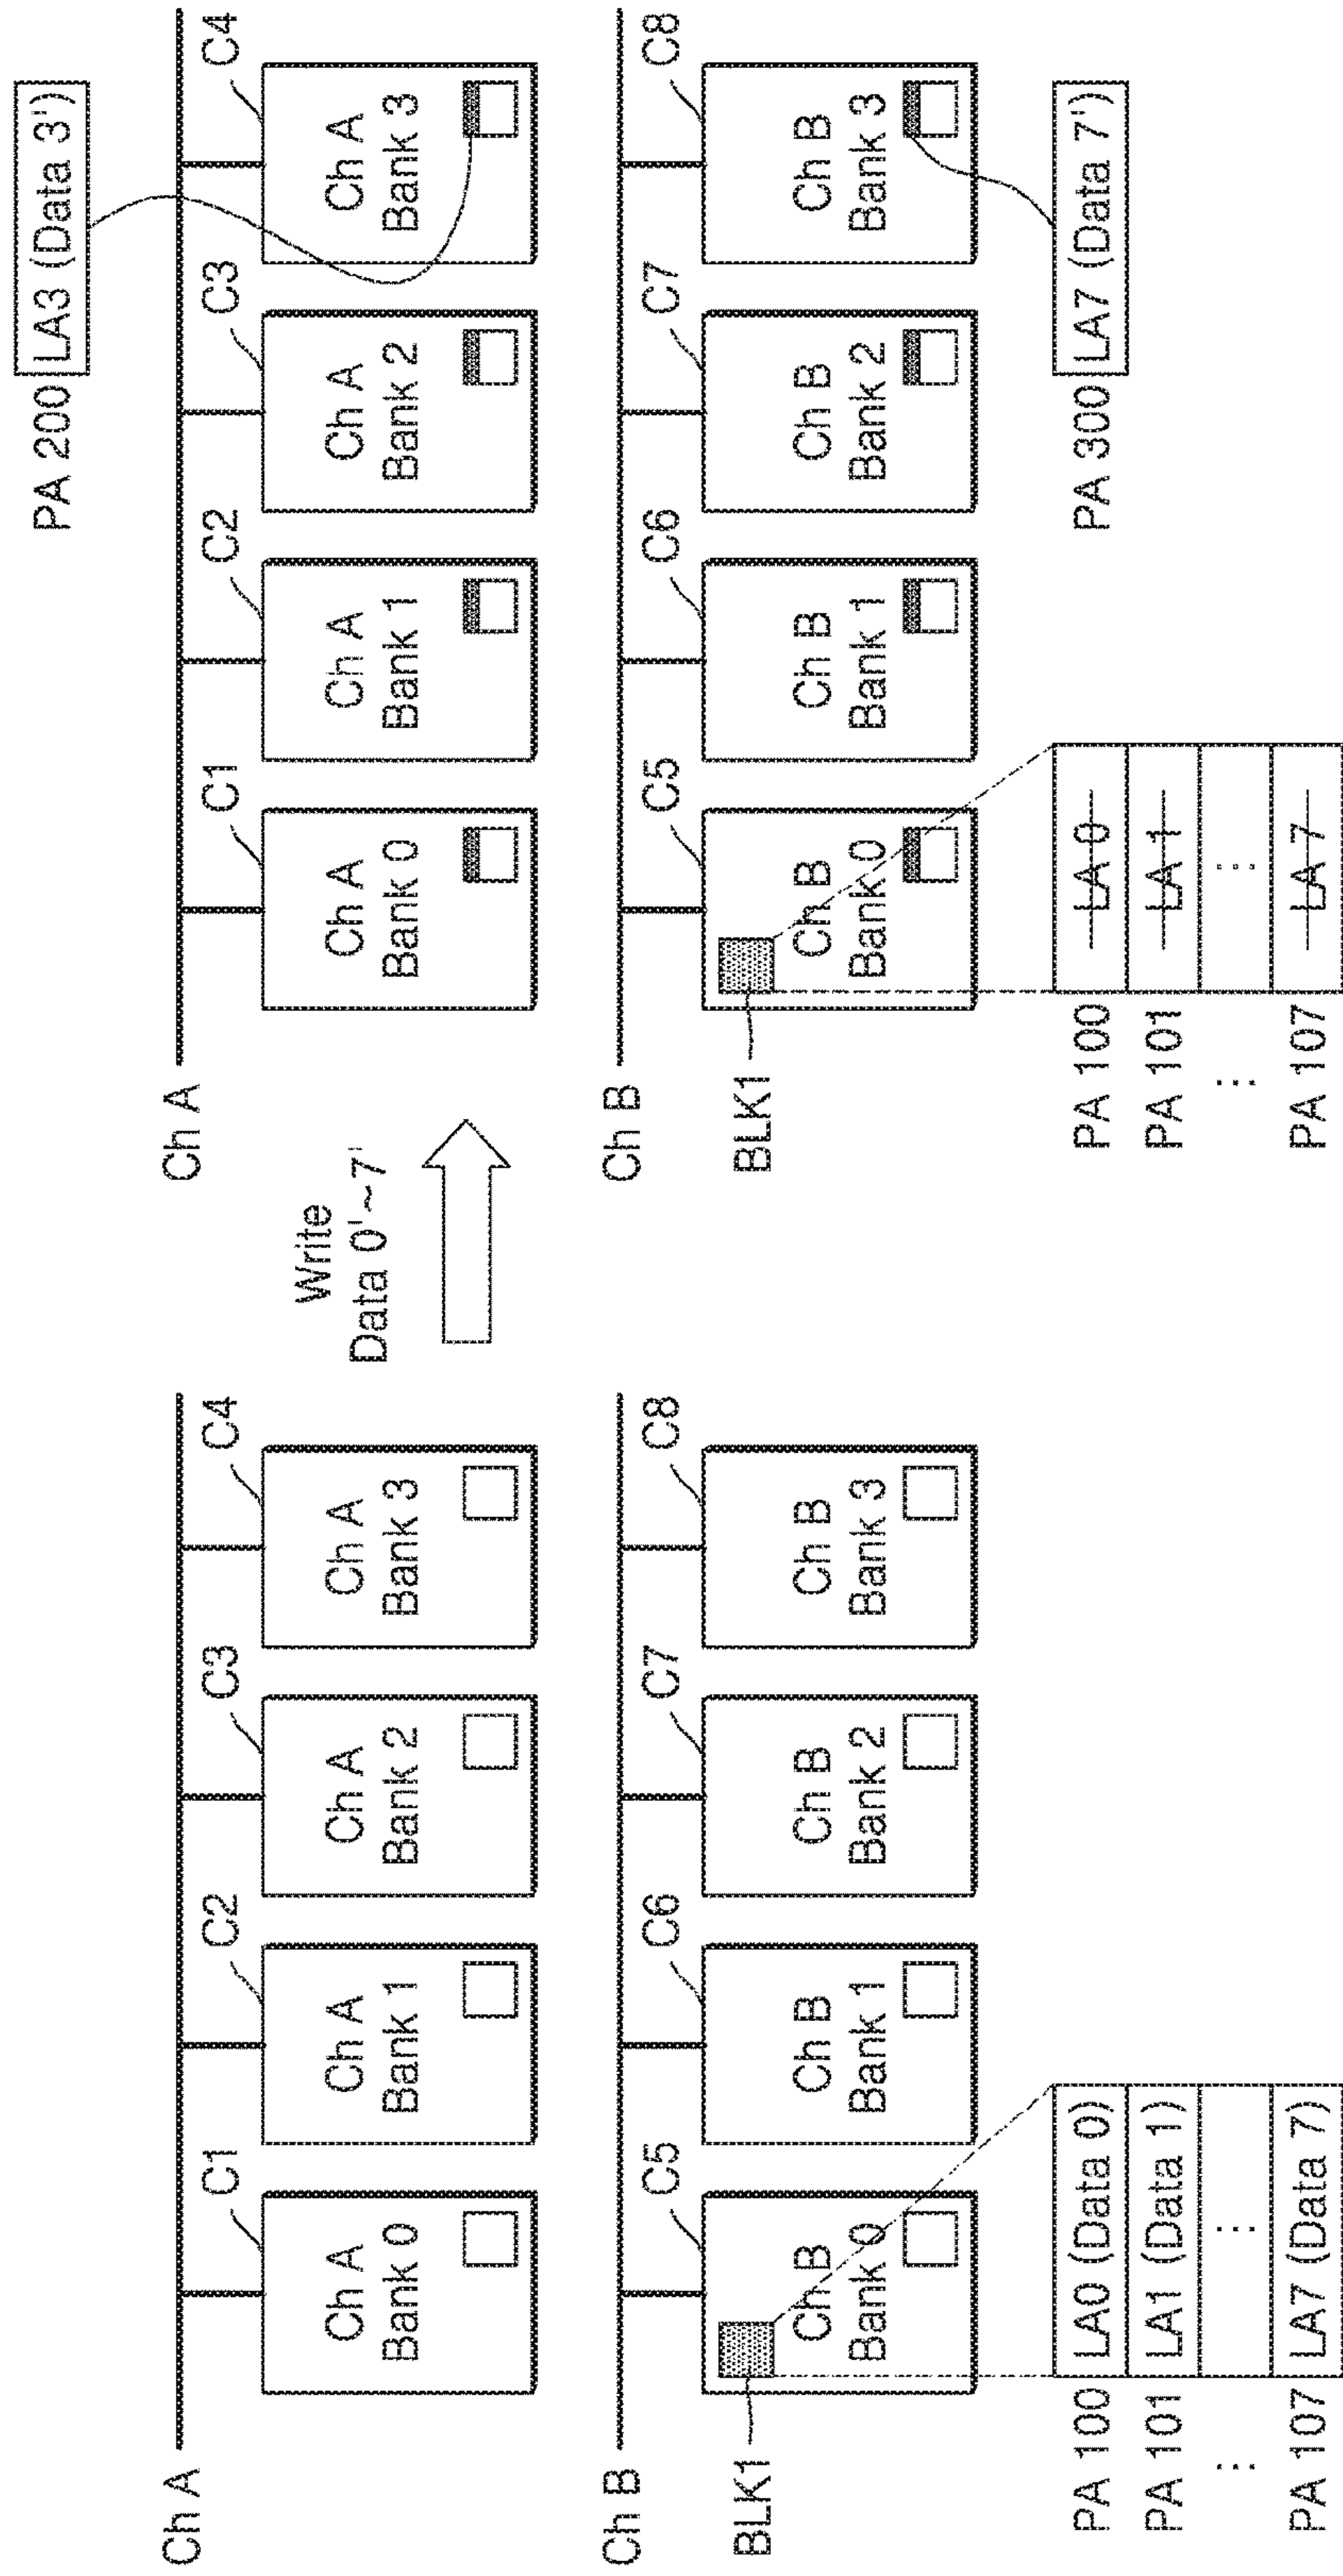 Ch A
C1
C2
C3
C4
Ch A
Bank 0
Ch A
Bank 1
Ch A
Bank 2
Ch A
Bank 3
Ch B
C5
C6
C7
C8
BLK1
Ch B
Bank 0
Ch B
Bank 1
Ch B
Bank 2
Ch B
Bank 3
PA 100 LA0 (Data 0)
PA 101 LA1 (Data 1)
⋮ ⋮
PA 107 LA7 (Data 7)
Write
Data 0'~7'
PA 200 LA3 (Data 3')
Ch A
C1
C2
C3
C4
Ch A
Bank 0
Ch A
Bank 1
Ch A
Bank 2
Ch A
Bank 3
Ch B
C5
C6
C7
C8
BLK1
Ch B
Bank 0
Ch B
Bank 1
Ch B
Bank 2
Ch B
Bank 3
PA 100 LA 0
PA 101 LA 1
⋮ ⋮
PA 107 LA 7
PA 300 LA7 (Data 7')